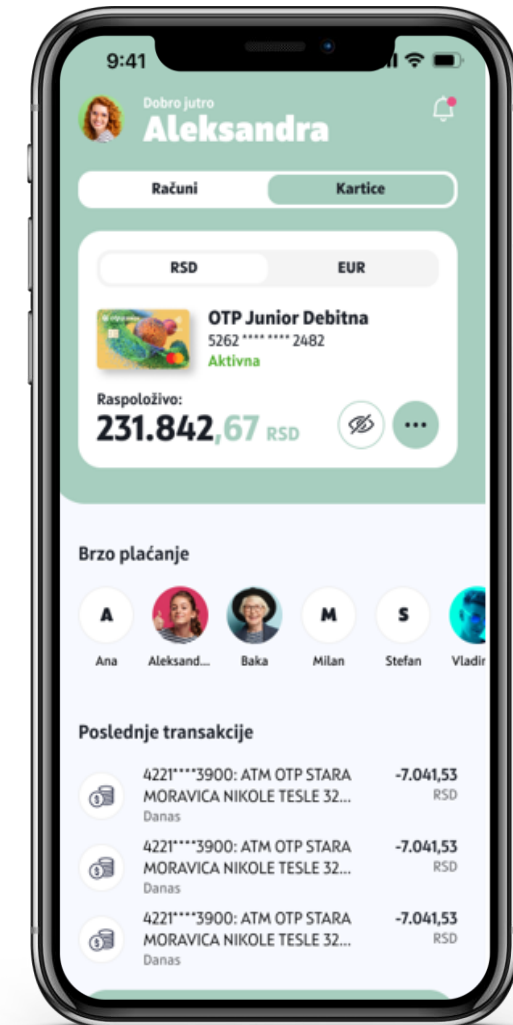 9:41
Dobro jutro
Aleksandra
Računi
Kartice
RSD
EUR
OTP Junior Debitna
5262 **** **** 2482
Aktivna
Raspoloživo:
231.842,67 RSD
Brzo plaćanje
A
M
S
Ana
Aleksand...
Baka
Milan
Stefan
Vladir
Poslednje transakcije
4221****3900: ATM OTP STARA
-7.041,53
MORAVICA NIKOLE TESLE 32...
RSD
Danas
4221****3900: ATM OTP STARA
-7.041,53
MORAVICA NIKOLE TESLE 32...
RSD
Danas
4221****3900: ATM OTP STARA
-7.041,53
MORAVICA NIKOLE TESLE 32...
RSD
Danas